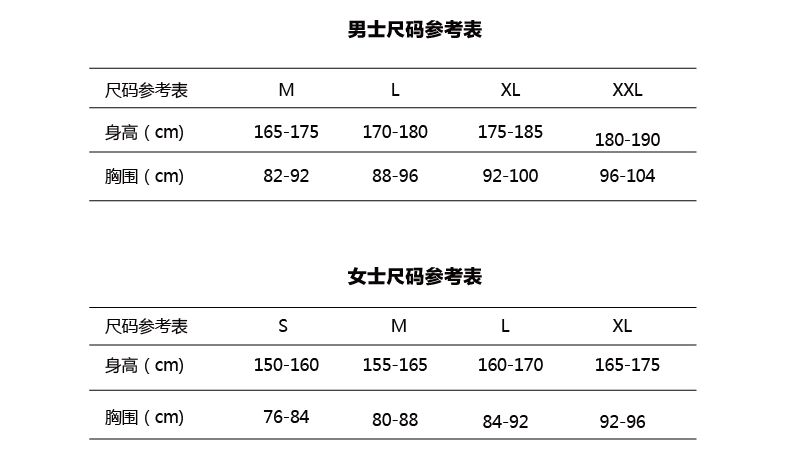 男士尺码参考表
尺码参考表 M L XL XXL
身高（cm) 165-175 170-180 175-185 180-190
胸围（cm) 82-92 88-96 92-100 96-104
女士尺码参考表
尺码参考表 S M L XL
身高（cm) 150-160 155-165 160-170 165-175
胸围（cm) 76-84 80-88 84-92 92-96